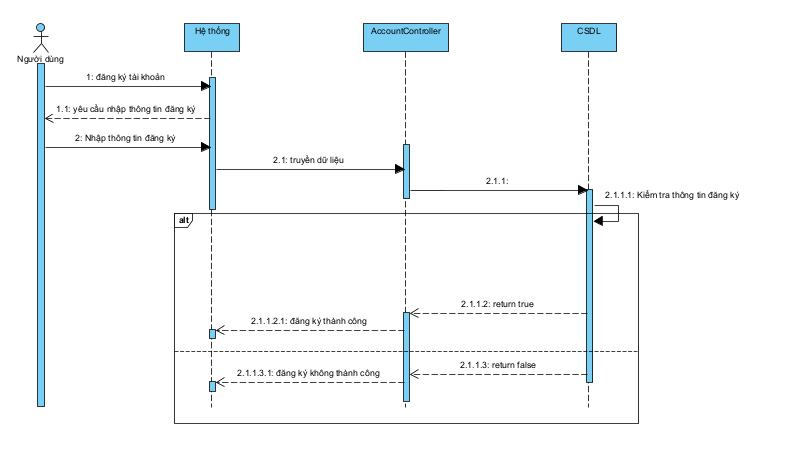 Hệ thống
AccountController
CSDL
Người dùng
1: đăng ký tài khoản
1.1: yêu cầu nhập thông tin đăng ký
2: Nhập thông tin đăng ký
2.1: truyền dữ liệu
2.1.1:
2.1.1.1: Kiểm tra thông tin đăng ký
alt
2.1.1.2: return true
2.1.1.2.1: đăng ký thành công
2.1.1.3: return false
2.1.1.3.1: đăng ký không thành công